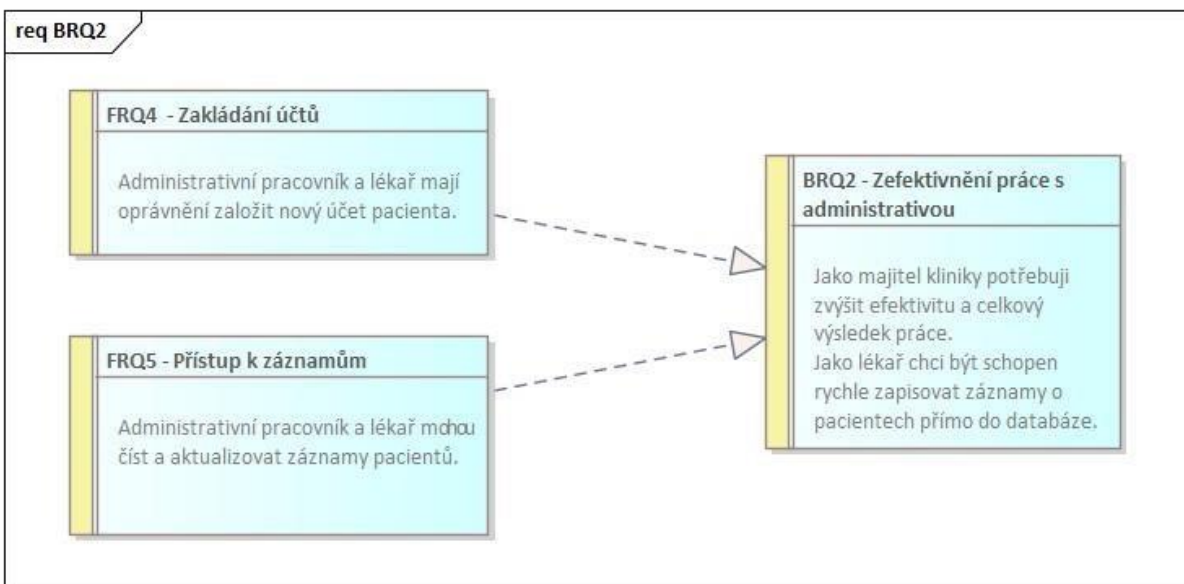 req BRQ2
FRQ4 - Zakládání účtů
Administrativní pracovník a lékař mají
oprávnění založit nový účet pacienta.
FRQ5 - Přístup k záznamům
Administrativní pracovník a lékař mohou
číst a aktualizovat záznamy pacientů.
BRQ2 - Zefektivnění práce s
administrativou
Jako majitel kliniky potřebuji
zvýšit efektivitu a celkový
výsledek práce.
Jako lékař chci být schopen
rychle zapisovat záznamy o
pacientech přímo do databáze.